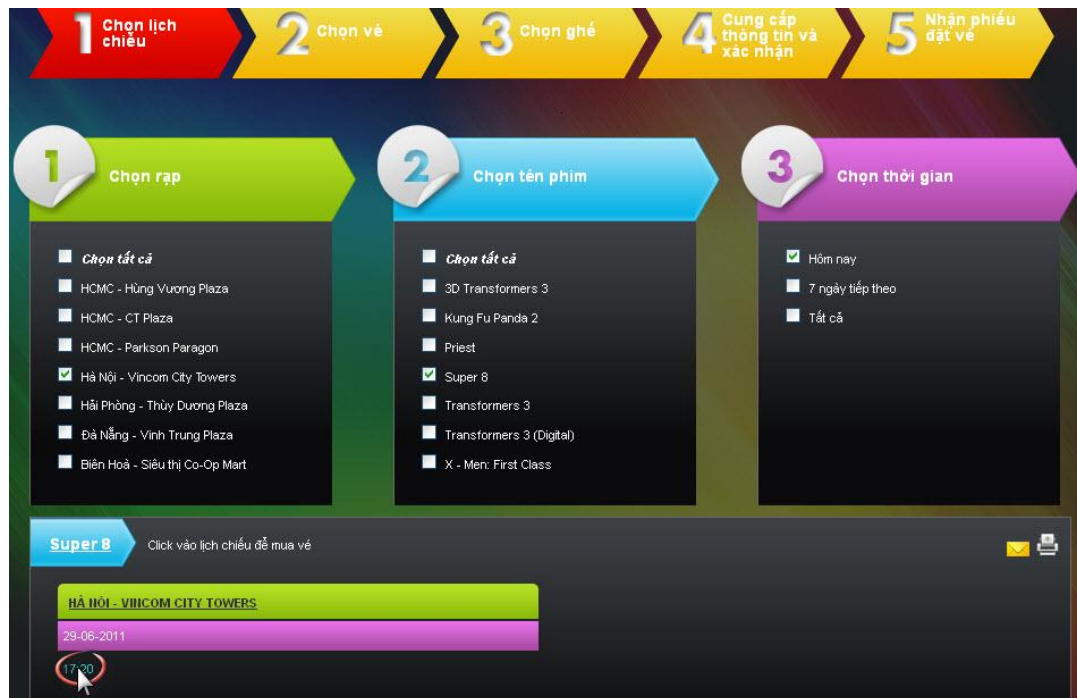 1 Chọn lịch
chiếu
2 Chọn vé
3 Chọn ghế
4 Cung cấp
thông tin và
xác nhận
5 Nhận phiếu
đặt vé
1 Chọn rạp
Chọn tất cả
HCMC - Hùng Vương Plaza
HCMC - CT Plaza
HCMC - Parkson Paragon
Hà Nội - Vincom City Towers
Hải Phòng - Thùy Dương Plaza
Đà Nẵng - Vinh Trung Plaza
Biên Hoà - Siêu thị Co-Op Mart
2 Chọn tên phim
Chọn tất cả
3D Transformers 3
Kung Fu Panda 2
Priest
Super 8
Transformers 3
Transformers 3 (Digital)
X - Men: First Class
3 Chọn thời gian
Hôm nay
7 ngày tiếp theo
Tất cả
Super 8 Click vào lịch chiếu để mua vé
HÀ NỘI - VINCOM CITY TOWERS
29-06-2011
17:20